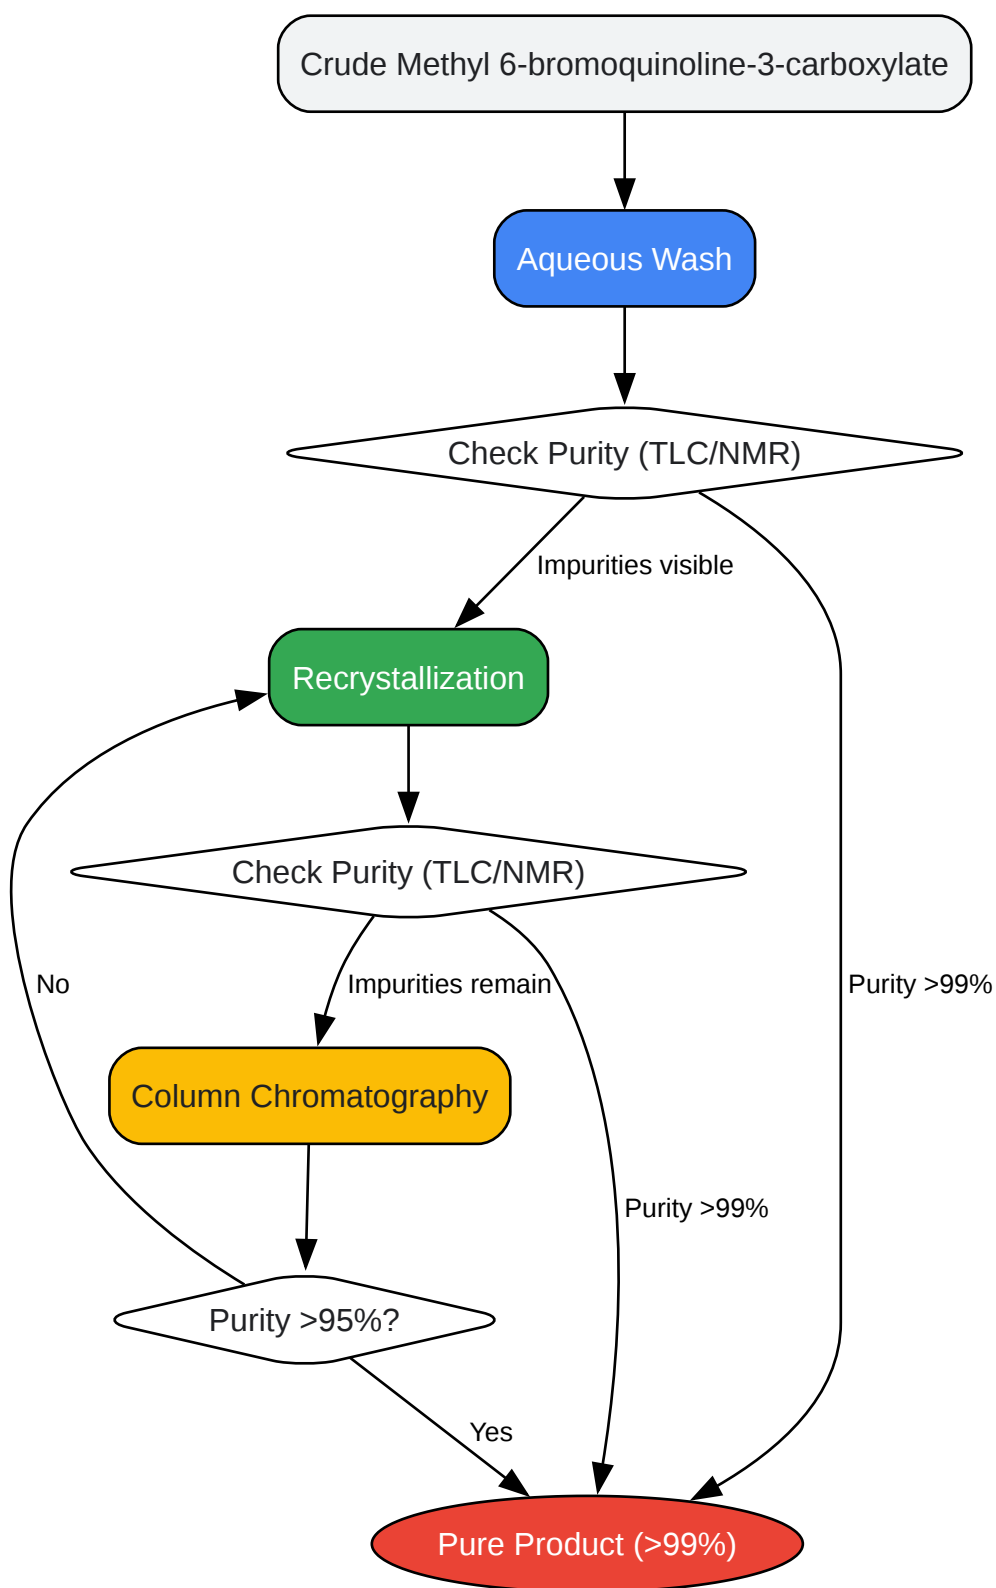 Crude Methyl 6-bromoquinoline-3-carboxylate
Aqueous Wash
Check Purity (TLC/NMR)
Impurities visible
Recrystallization
Check Purity (TLC/NMR)
No
Impurities remain
Purity >99%
Column Chromatography
Purity >99%
Purity >95%?
Yes
Pure Product (>99%)